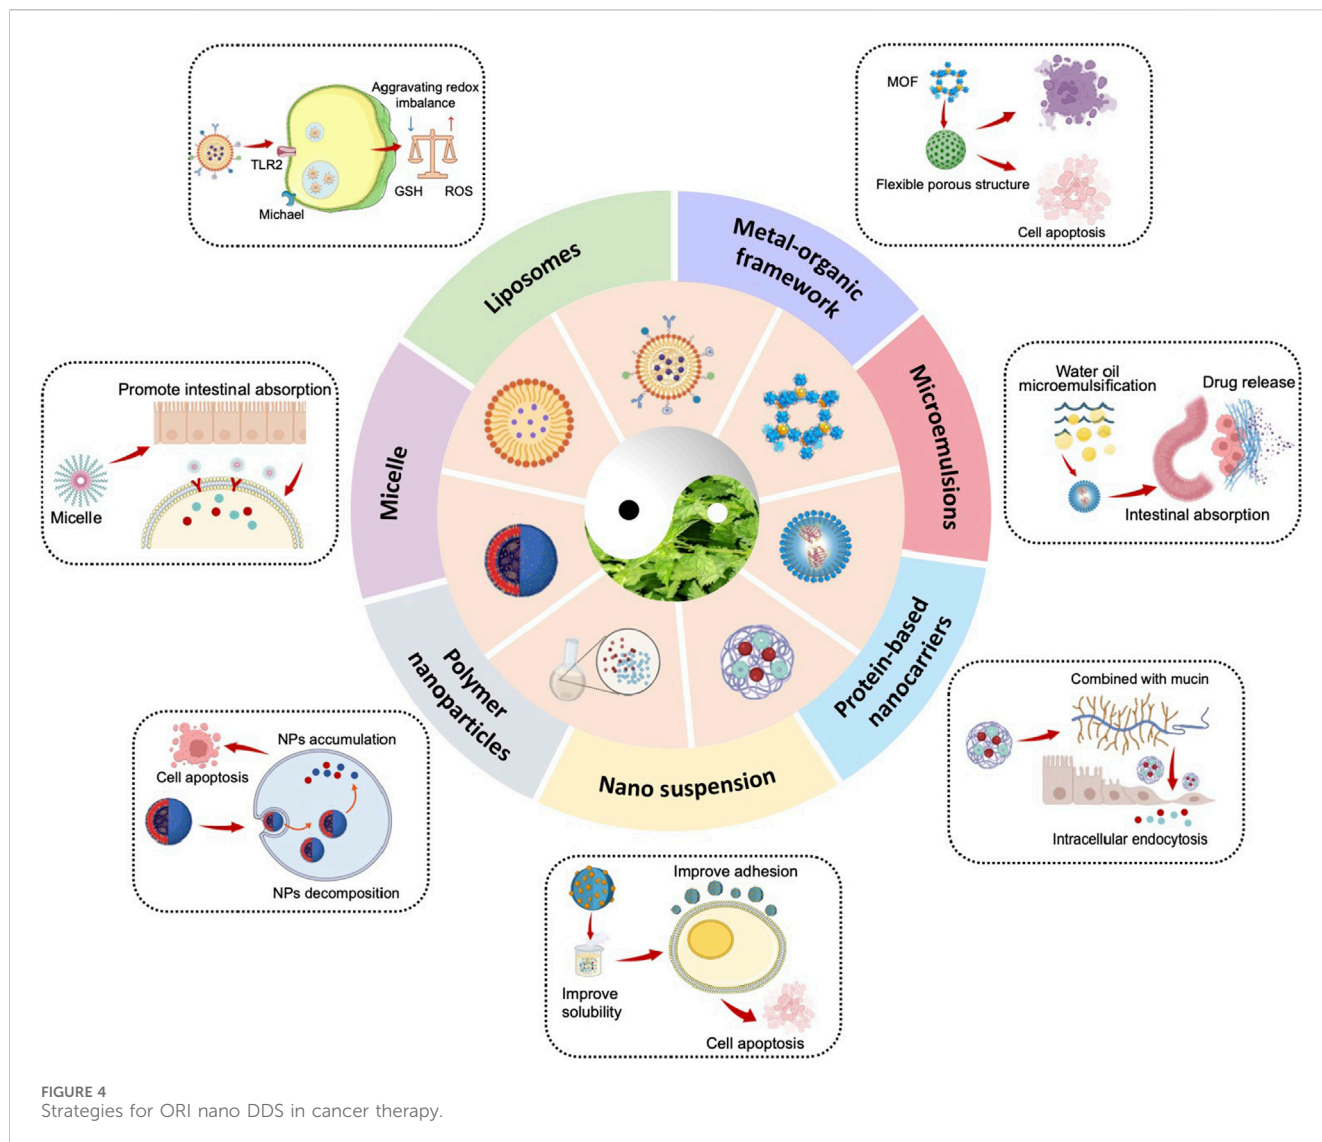 Aggravating redox
imbalance
TLR2
GSH
ROS
Michael
MOF
Flexible porous structure
Cell apoptosis
Liposomes
Metal-organic
framework
Microemulsions
Protein-based
nanocarriers
Nano suspension
Polymer
nanoparticles
Micelle
Promote intestinal absorption
Micelle
Water oil
microemulsification
Drug release
Intestinal absorption
Combined with mucin
Intracellular endocytosis
NPs accumulation
Cell apoptosis
NPs decomposition
Improve adhesion
Improve
solubility
Cell apoptosis
FIGURE 4
Strategies for ORI nano DDS in cancer therapy.